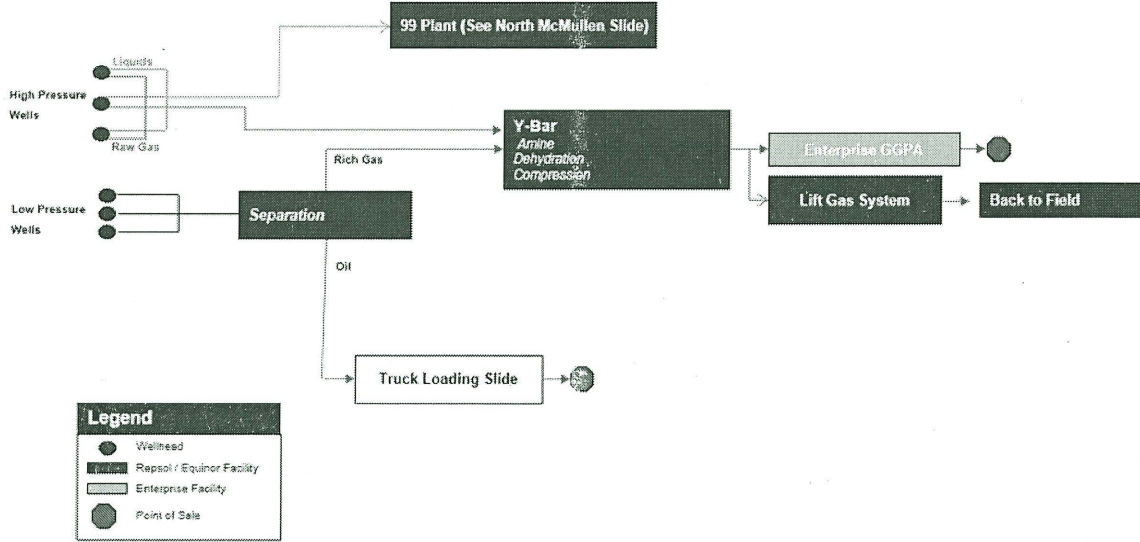 99 Plant (See North McMullen Slide)
Liquids
High Pressure
Wells
Raw Gas
Y-Bar
Amine
Dehydration
Compression
Rich Gas
Enterprise GGPA
Low Pressure
Wells
Separation
Lift Gas System
Back to Field
Oil
Truck Loading Slide
Legend
Wellhead
Repsol / Equinor Facility
Enterprise Facility
Point of Sale